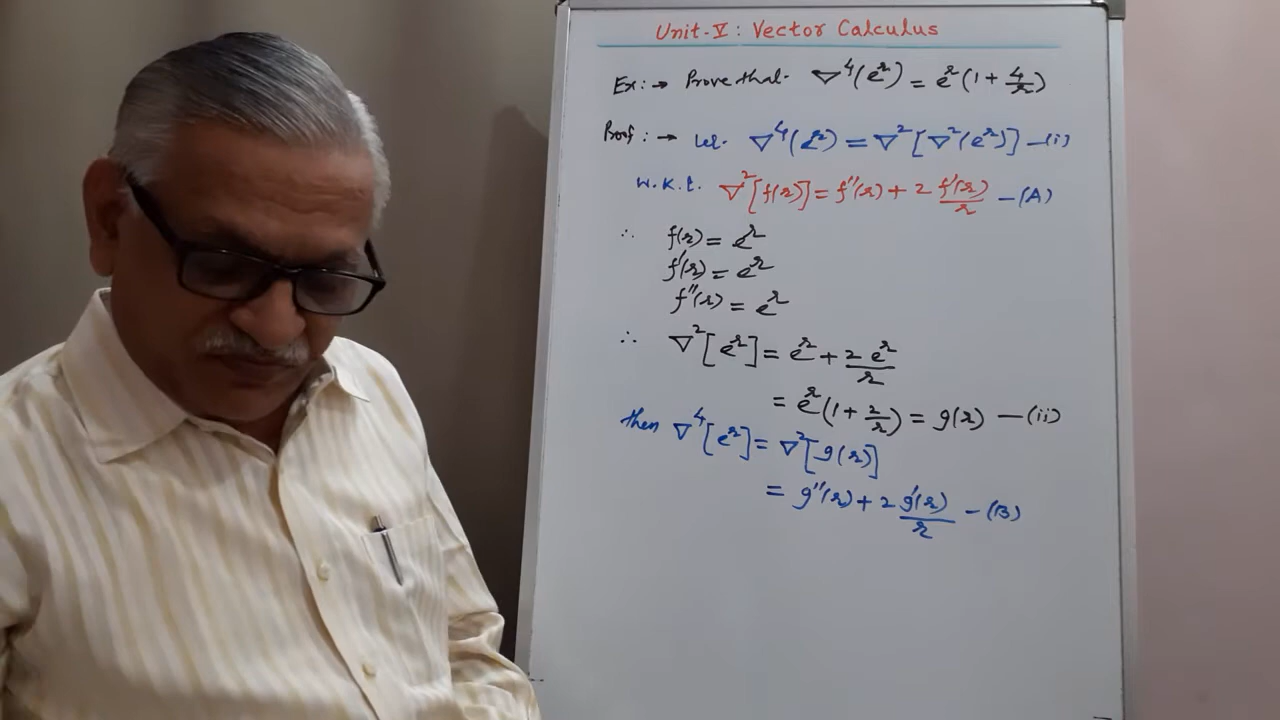 Unit-V : Vector Calculus
Ex:→ Prove that. ∇⁴(eʳ) = eʳ(1 + 4/r)
Proof:→ Let. ∇⁴(eʳ) = ∇²[∇²(eʳ)] —(i)
W.K.t. ∇²[f(r)] = f''(r) + 2 f'(r)/r —(A)
∴ f(r) = eʳ
f'(r) = eʳ
f''(r) = eʳ
∴ ∇²[eʳ] = eʳ + 2eʳ/r
= eʳ(1 + 2/r) = g(r) —(ii)
then ∇⁴[eʳ] = ∇²[g(r)]
= g''(r) + 2 g'(r)/r —(B)